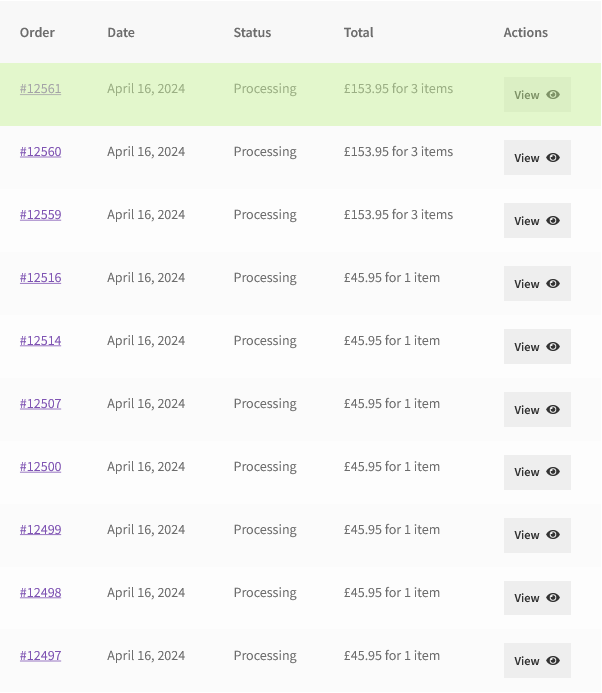 Order Date Status Total Actions
#12561 April 16, 2024 Processing £153.95 for 3 items View
#12560 April 16, 2024 Processing £153.95 for 3 items View
#12559 April 16, 2024 Processing £153.95 for 3 items View
#12516 April 16, 2024 Processing £45.95 for 1 item View
#12514 April 16, 2024 Processing £45.95 for 1 item View
#12507 April 16, 2024 Processing £45.95 for 1 item View
#12500 April 16, 2024 Processing £45.95 for 1 item View
#12499 April 16, 2024 Processing £45.95 for 1 item View
#12498 April 16, 2024 Processing £45.95 for 1 item View
#12497 April 16, 2024 Processing £45.95 for 1 item View